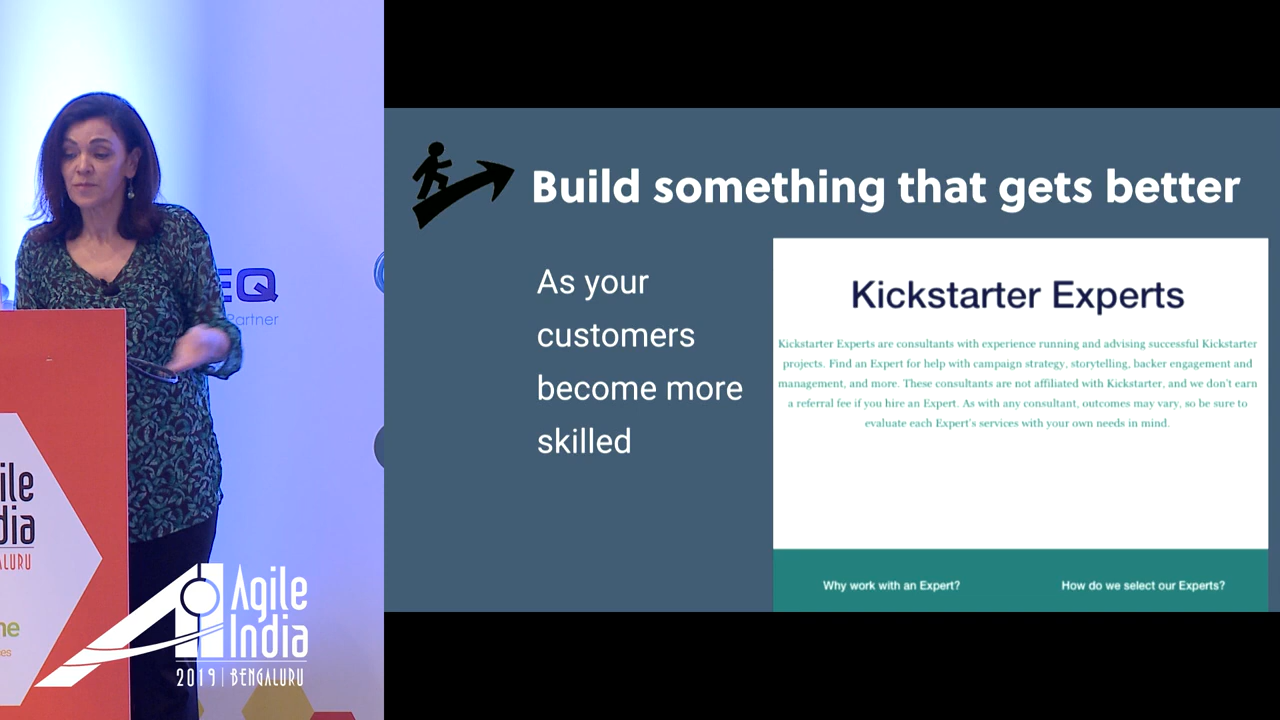 EQ
Partner
ile
dia
ALURU
ne
ces
Agile
India
2019 | BENGALURU
Build something that gets better
As your
customers
become more
skilled
Kickstarter Experts
Kickstarter Experts are consultants with experience running and advising successful Kickstarter
projects. Find an Expert for help with campaign strategy, storytelling, backer engagement and
management, and more. These consultants are not affiliated with Kickstarter, and we don't earn
a referral fee if you hire an Expert. As with any consultant, outcomes may vary, so be sure to
evaluate each Expert's services with your own needs in mind.
Why work with an Expert?
How do we select our Experts?